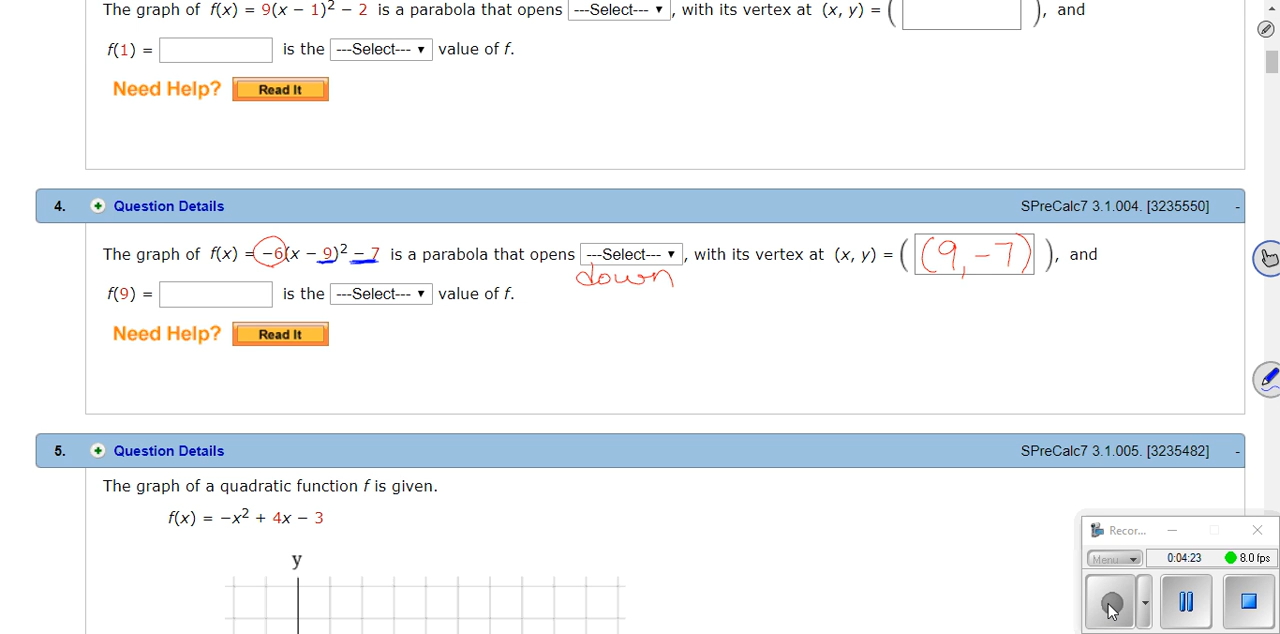 The graph of f(x) = 9(x − 1)² − 2 is a parabola that opens ---Select---, with its vertex at (x, y) = ( ), and
f(1) = is the ---Select--- value of f.
Need Help? Read It
4. Question Details SPreCalc7 3.1.004. [3235550] -
The graph of f(x) = −6(x − 9)² − 7 is a parabola that opens ---Select---, with its vertex at (x, y) = ( (9, −7) ), and
down
f(9) = is the ---Select--- value of f.
Need Help? Read It
5. Question Details SPreCalc7 3.1.005. [3235482] -
The graph of a quadratic function f is given.
f(x) = −x² + 4x − 3
y
Recor...
Menu 0:04:23 8.0 fps